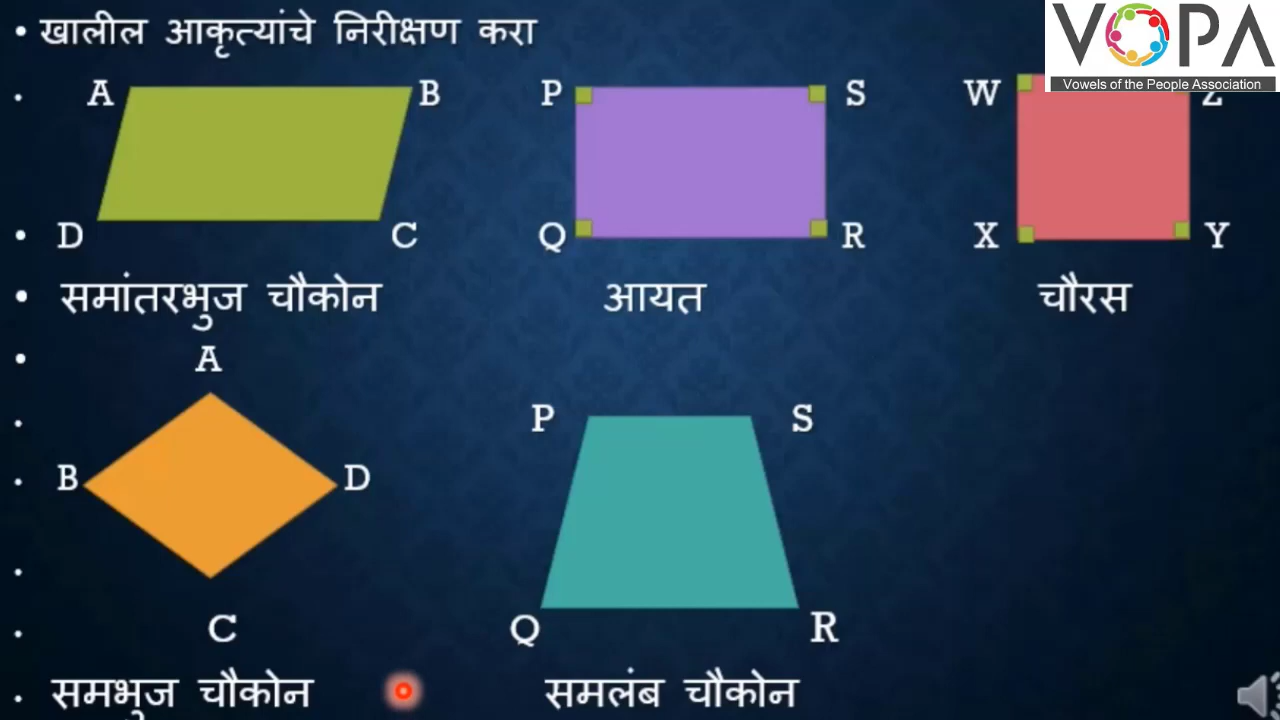 • खालील आकृत्यांचे निरीक्षण करा
VOPA
Vowels of the People Association
A B P S W Z
D C Q R X Y
• समांतरभुज चौकोन आयत चौरस
A
P S
B D
C Q R
समभुज चौकोन समलंब चौकोन